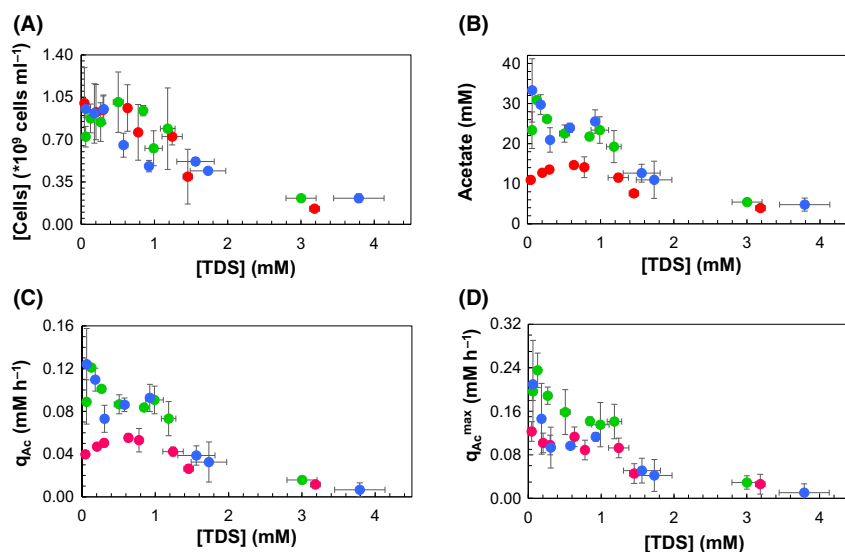 (A)
[Cells] (*10⁹ cells ml⁻¹)
1.40
1.05
0.70
0.35
0.00
0 1 2 3 4
[TDS] (mM)
(B)
Acetate (mM)
40
30
20
10
0
0 1 2 3 4
[TDS] (mM)
(C)
qAc (mM h⁻¹)
0.16
0.12
0.08
0.04
0.00
0 1 2 3 4
[TDS] (mM)
(D)
qAc max (mM h⁻¹)
0.32
0.24
0.16
0.08
0.00
0 1 2 3 4
[TDS] (mM)